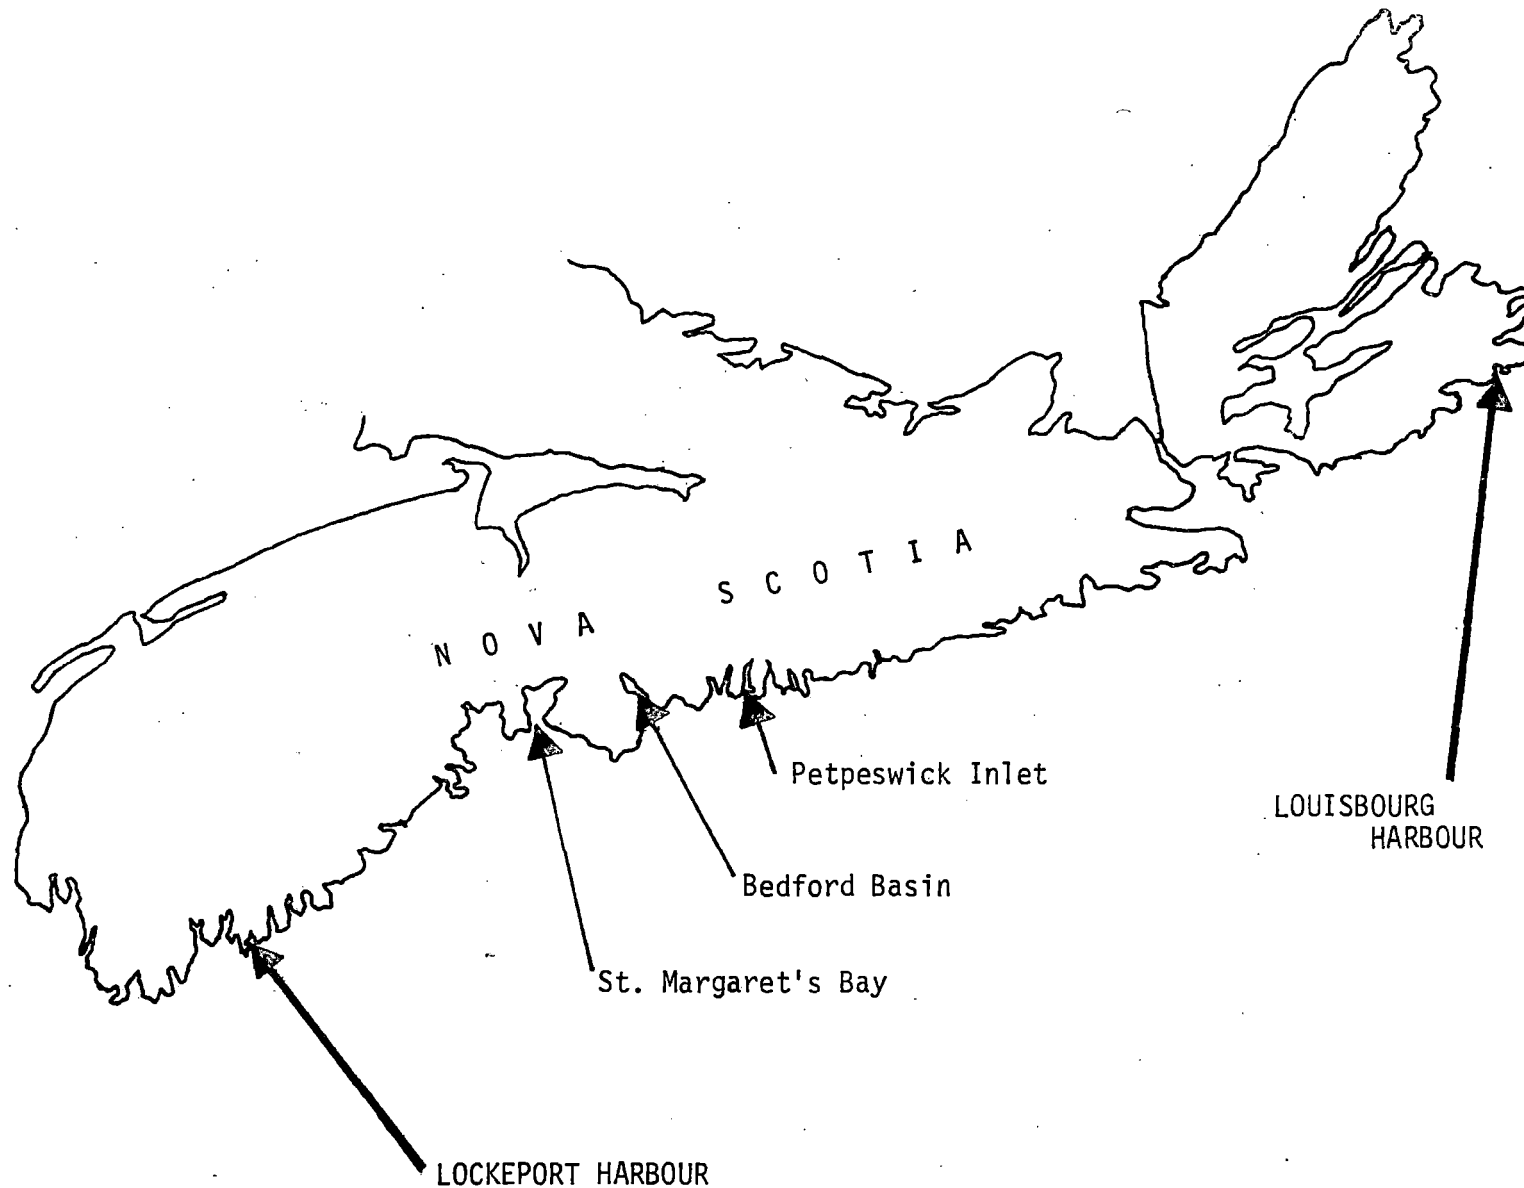 NOVA SCOTIA
Petpeswick Inlet
LOUISBOURG
HARBOUR
Bedford Basin
St. Margaret's Bay
LOCKEPORT HARBOUR